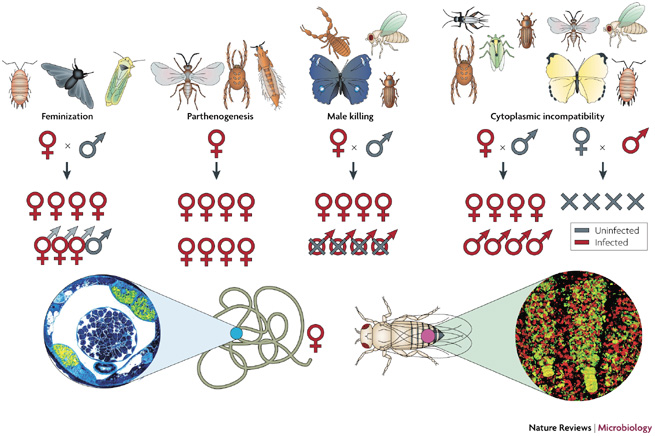 Feminization
Parthenogenesis
Male killing
Cytoplasmic incompatibility
Uninfected
Infected
Nature Reviews | Microbiology